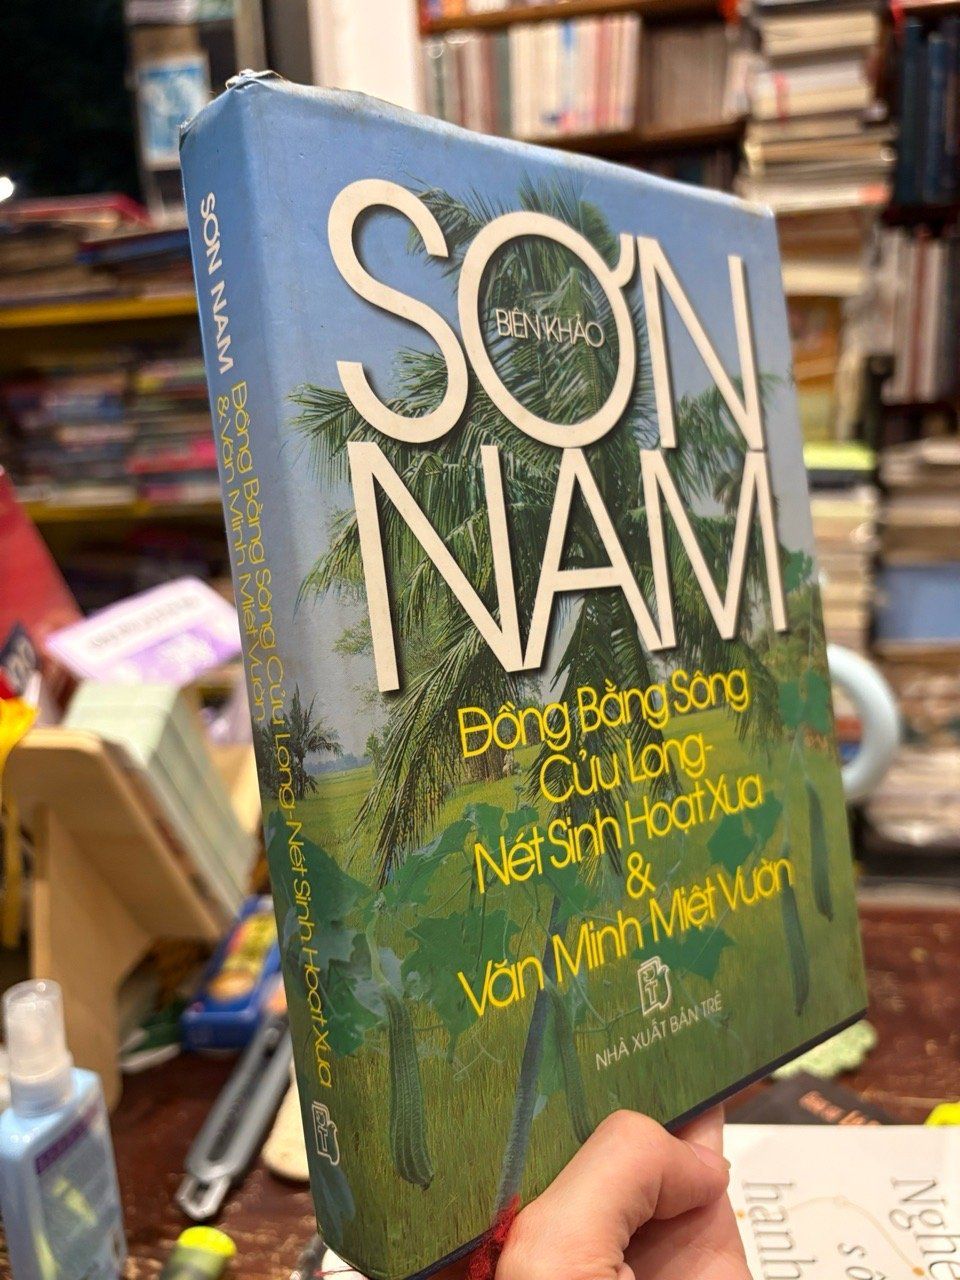 SƠN
BIÊN KHẢO
NAM
Đồng Bằng Sông
Cửu Long-
Nét Sinh Hoạt Xưa
&
Văn Minh Miệt Vườn
NHÀ XUẤT BẢN TRẺ
SƠN NAM Đồng Bằng Sông Cửu Long-Nét Sinh Hoạt Xưa
& Văn Minh Miệt Vườn